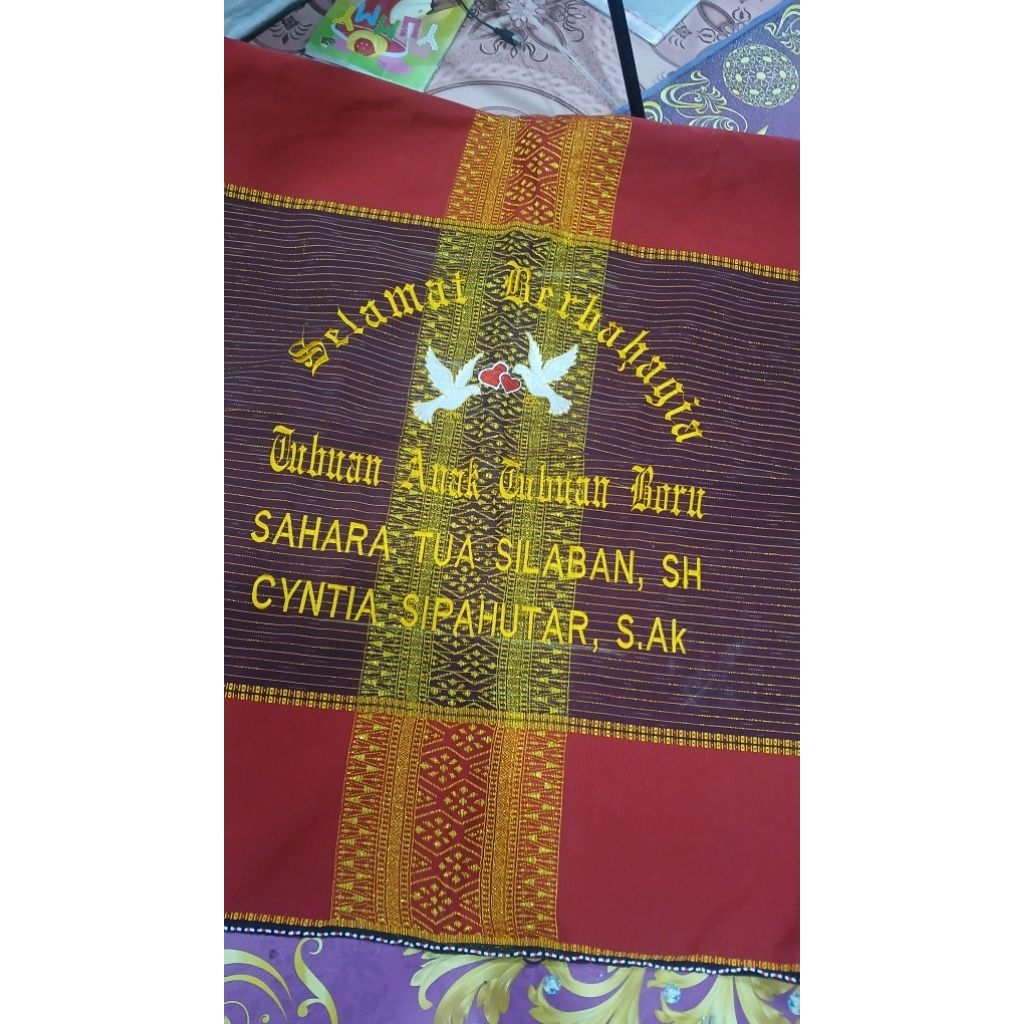 Selamat Berbahagia
Tubuan Anak Tubuan Boru
SAHARA TUA SILABAN, SH
CYNTIA SIPAHUTAR, S.Ak